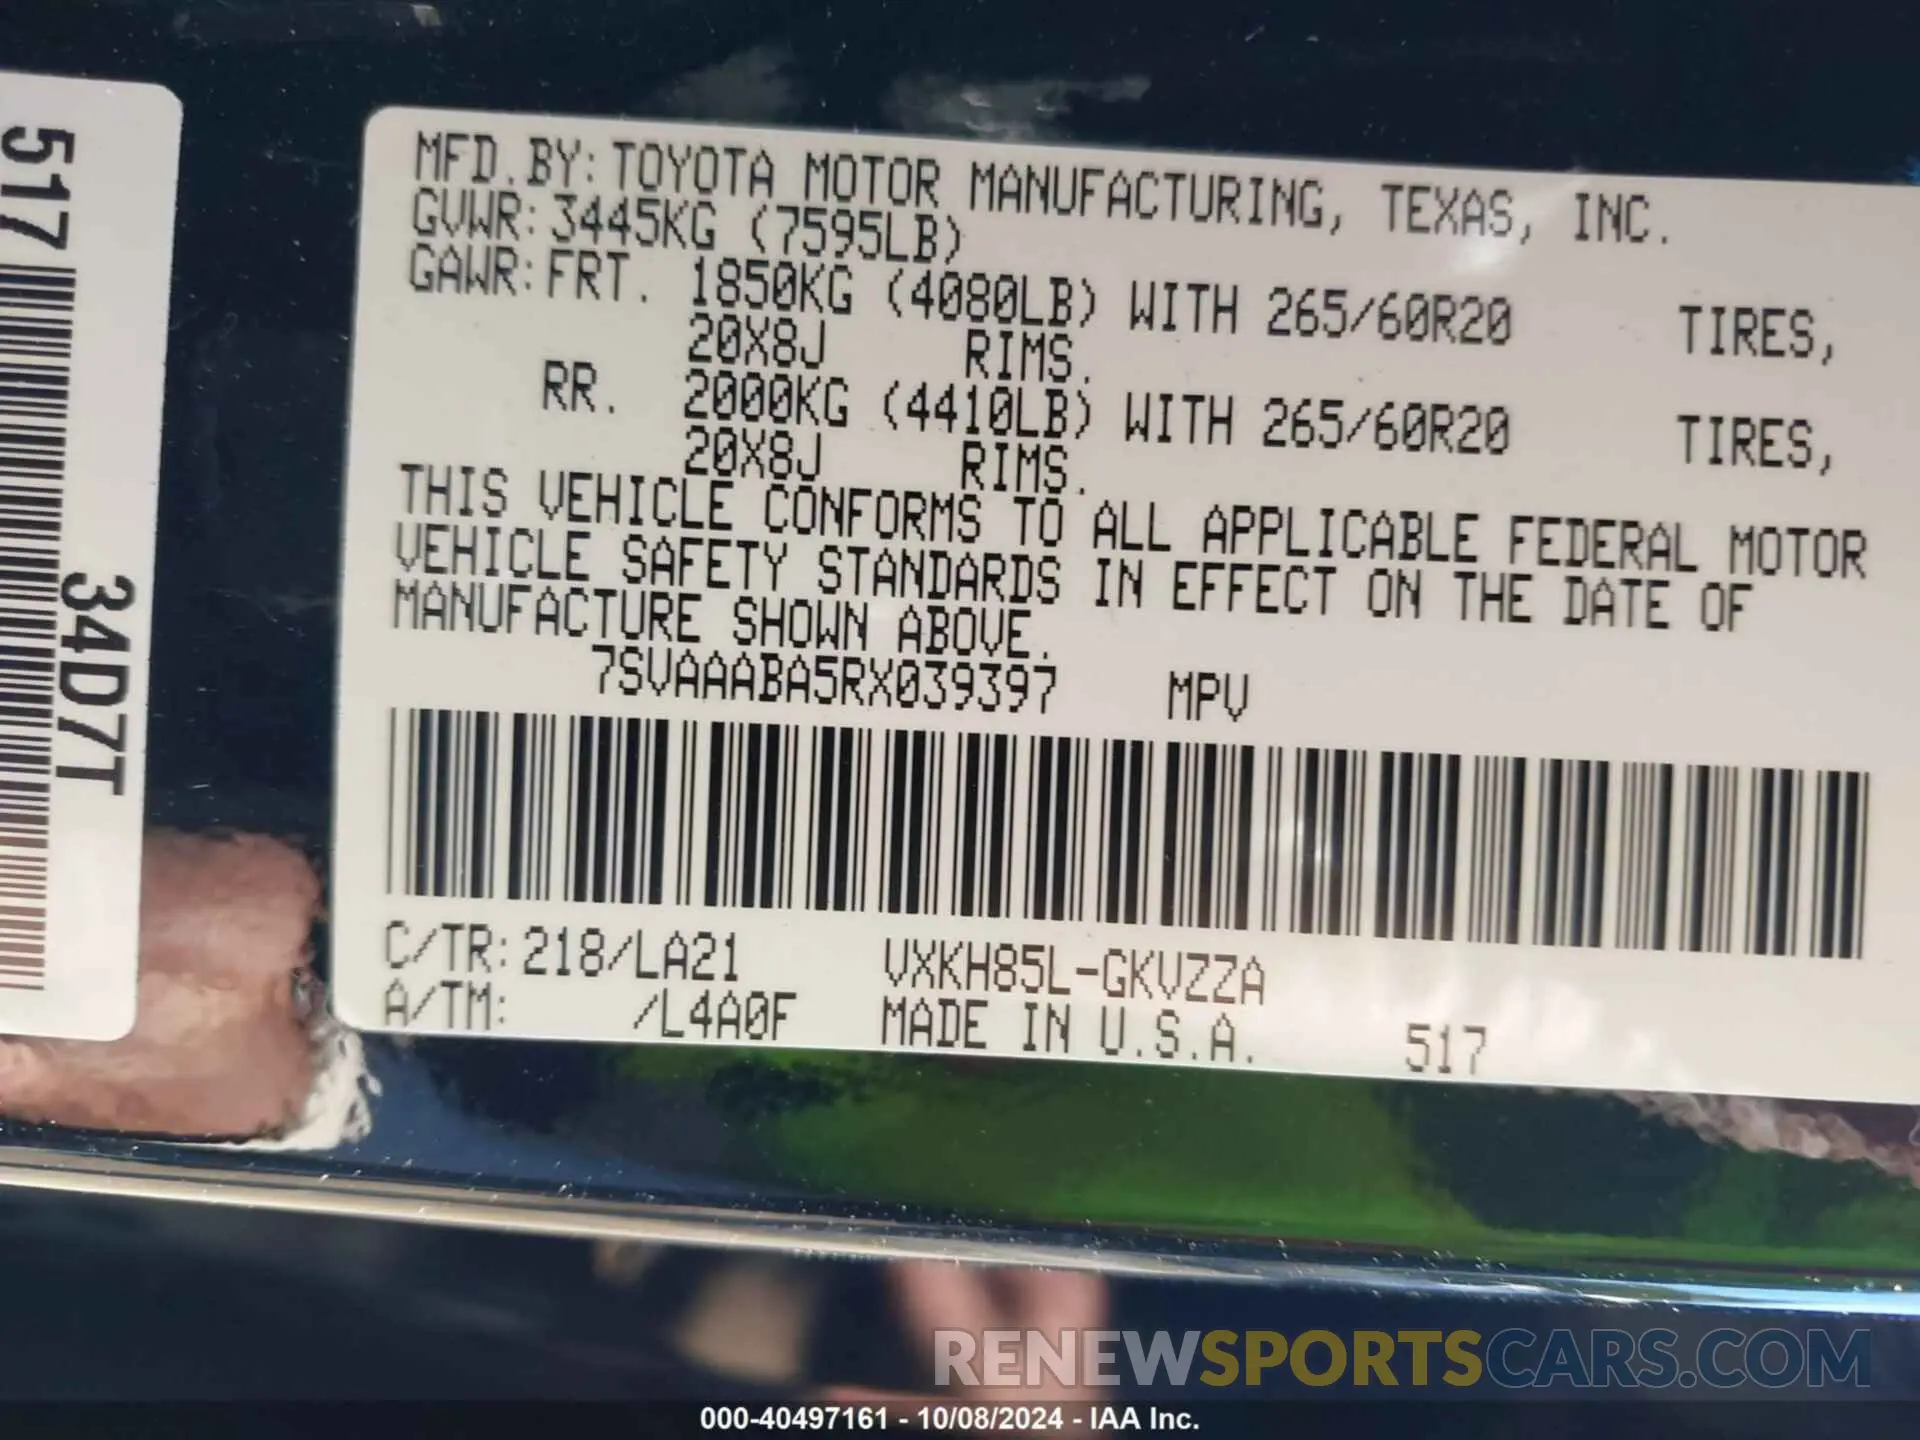 517
34D7T
MFD.BY:TOYOTA MOTOR MANUFACTURING, TEXAS, INC.
GVWR:3445KG (7595LB)
GAWR:FRT. 1850KG (4080LB) WITH 265/60R20 TIRES,
20X8J RIMS.
RR. 2000KG (4410LB) WITH 265/60R20 TIRES,
20X8J RIMS.
THIS VEHICLE CONFORMS TO ALL APPLICABLE FEDERAL MOTOR
VEHICLE SAFETY STANDARDS IN EFFECT ON THE DATE OF
MANUFACTURE SHOWN ABOVE.
7SVAAABA5RX039397 MPV
C/TR:218/LA21 VXKH85L-GKVZZA
A/TM: /L4A0F MADE IN U.S.A. 517
RENEWSPORTSCARS.COM
000-40497161 - 10/08/2024 - IAA Inc.